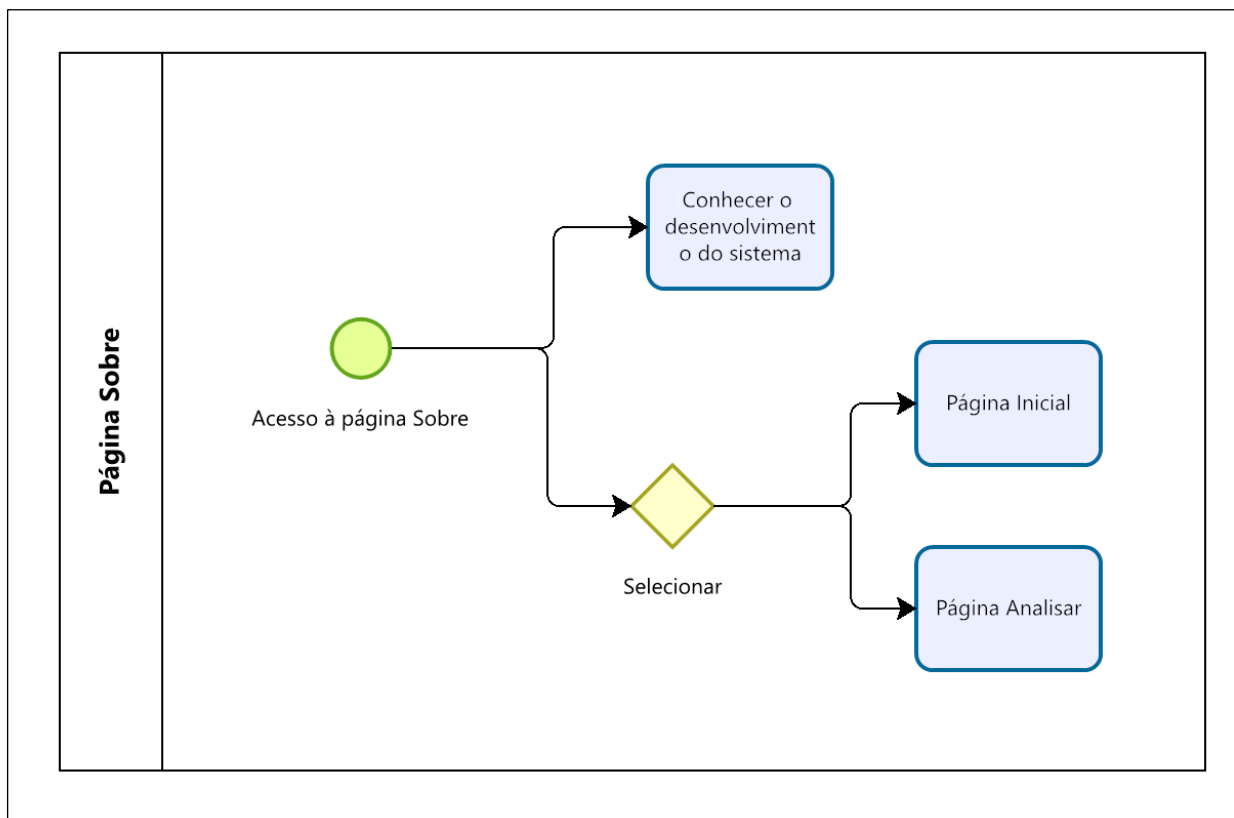 Página Sobre
Conhecer o
desenvolviment
o do sistema
Acesso à página Sobre
Página Inicial
Selecionar
Página Analisar